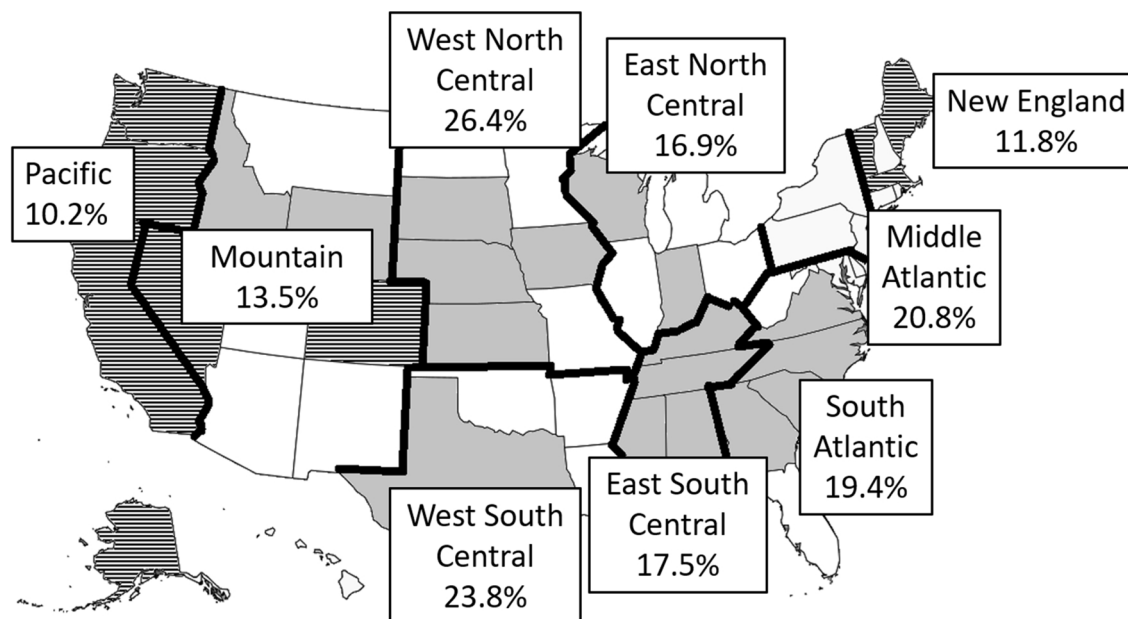 West North
Central
26.4%
East North
Central
16.9%
New England
11.8%
Pacific
10.2%
Mountain
13.5%
Middle
Atlantic
20.8%
South
Atlantic
19.4%
East South
Central
17.5%
West South
Central
23.8%